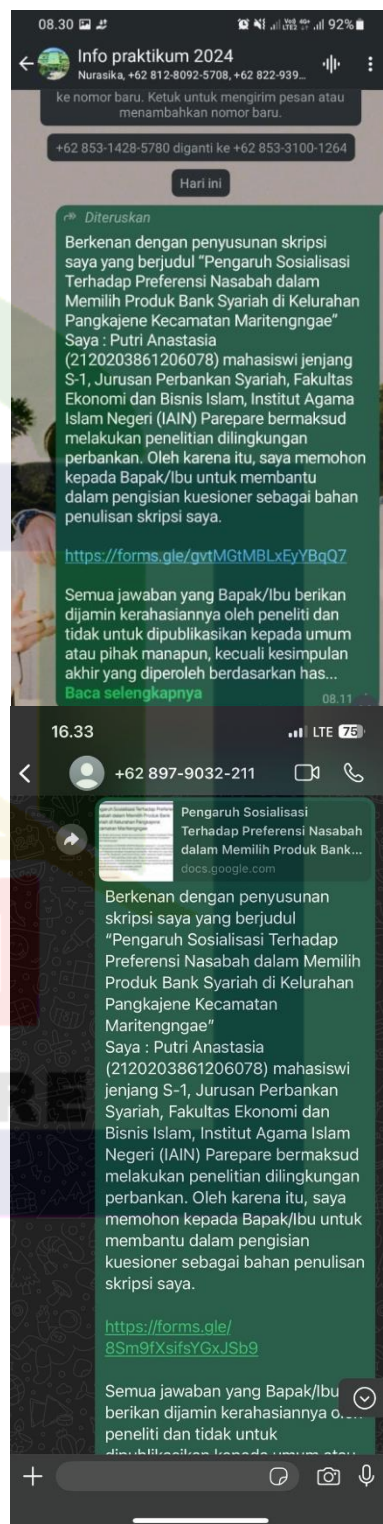 08.30
92%
Info praktikum 2024
Nurasika, +62 812-8092-5708, +62 822-939...
ke nomor baru. Ketuk untuk mengirim pesan atau
menambahkan nomor baru.
+62 853-1428-5780 diganti ke +62 853-3100-1264
Hari ini
Diteruskan
Berkenan dengan penyusunan skripsi
saya yang berjudul “Pengaruh Sosialisasi
Terhadap Preferensi Nasabah dalam
Memilih Produk Bank Syariah di Kelurahan
Pangkajene Kecamatan Maritengngae”
Saya : Putri Anastasia
(2120203861206078) mahasiswi jenjang
S-1, Jurusan Perbankan Syariah, Fakultas
Ekonomi dan Bisnis Islam, Institut Agama
Islam Negeri (IAIN) Parepare bermaksud
melakukan penelitian dilingkungan
perbankan. Oleh karena itu, saya memohon
kepada Bapak/Ibu untuk membantu
dalam pengisian kuesioner sebagai bahan
penulisan skripsi saya.
https://forms.gle/gvtMGtMBLxEyYBqQ7
Semua jawaban yang Bapak/Ibu berikan
dijamin kerahasiannya oleh peneliti dan
tidak untuk dipublikasikan kepada umum
atau pihak manapun, kecuali kesimpulan
akhir yang diperoleh berdasarkan has...
Baca selengkapnya
08.11
16.33
LTE 75
+62 897-9032-211
Pengaruh Sosialisasi
Terhadap Preferensi Nasabah
dalam Memilih Produk Bank...
docs.google.com
Berkenan dengan penyusunan
skripsi saya yang berjudul
“Pengaruh Sosialisasi Terhadap
Preferensi Nasabah dalam Memilih
Produk Bank Syariah di Kelurahan
Pangkajene Kecamatan
Maritengngae”
Saya : Putri Anastasia
(2120203861206078) mahasiswi
jenjang S-1, Jurusan Perbankan
Syariah, Fakultas Ekonomi dan
Bisnis Islam, Institut Agama Islam
Negeri (IAIN) Parepare bermaksud
melakukan penelitian dilingkungan
perbankan. Oleh karena itu, saya
memohon kepada Bapak/Ibu untuk
membantu dalam pengisian
kuesioner sebagai bahan penulisan
skripsi saya.
https://forms.gle/
8Sm9fXsifsYGxJSb9
Semua jawaban yang Bapak/Ibu
berikan dijamin kerahasiannya oleh
peneliti dan tidak untuk
dipublikasikan kepada umum atau